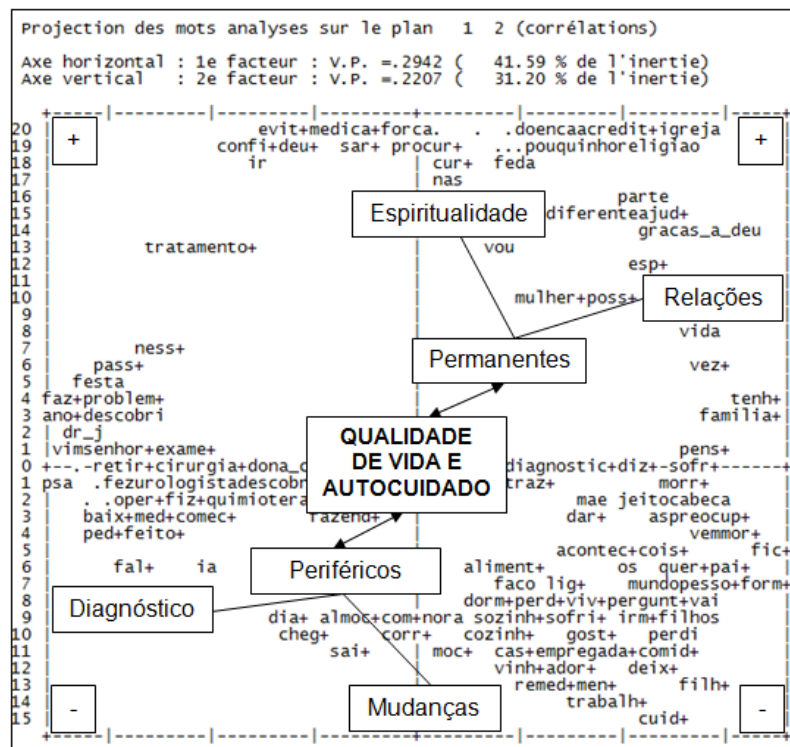 Projection des mots analyses sur le plan 1 2 (corrélations)
Axe horizontal : 1e facteur : V.P. =.2942 ( 41.59 % de l'inertie)
Axe vertical : 2e facteur : V.P. =.2207 ( 31.20 % de l'inertie)
+-----|---------|---------|---------+---------|---------|---------|-----+
20 | evit+medica+forca. . .doencaacredit+igreja
+ +
19 | confi+deu+ sar+ procur+ ...pouquinhoreligiao
18 | ir | cur+ feda
17 | | nas
16 | parte
Espiritualidade
15 | diferenteajud+
14 | gracas_a_deu
13 | tratamento+ | vou
12 | esp+
11 |
10 | mulher+poss+
Relações
9 |
8 | vida
7 | ness+
Permanentes
6 | pass+ vez+
5 | festa
4 faz+problem+ tenh+
3 ano+descobri familia+
2 | dr_j
QUALIDADE
DE VIDA E
AUTOCUIDADO
1 |vimsenhor+exame+ pens+
0 +--.-retir+cirurgia+dona_ diagnostic+diz+-sofr+------+
1 psa .fezurologistadescob traz+ morr+
2 | . .oper+fiz+quimiotera mae jeitocabeca
3 | baix+med+comec+ fazend+ dar+ aspreocup+
4 | ped+feito+ vemmor+
5 | acontec+cois+ fic+
6 | fal+ ia aliment+ os quer+pai+
Periféricos
7 | faco lig+ mundopesso+form+
8 | dorm+perd+viv+pergunt+vai
Diagnóstico
9 | dia+ almoc+com+nora sozinh+sofri+ irm+filhos
10 | cheg+ corr+ cozinh+ gost+ perdi
11 | sai+ | moc+ cas+empregada+comid+
12 | vinh+ador+ deix+
13 | remed+men+ filh+
- -
Mudanças
14 | trabalh+
15 | cuid+
+-----|---------|---------|---------+---------|---------|---------|-----+